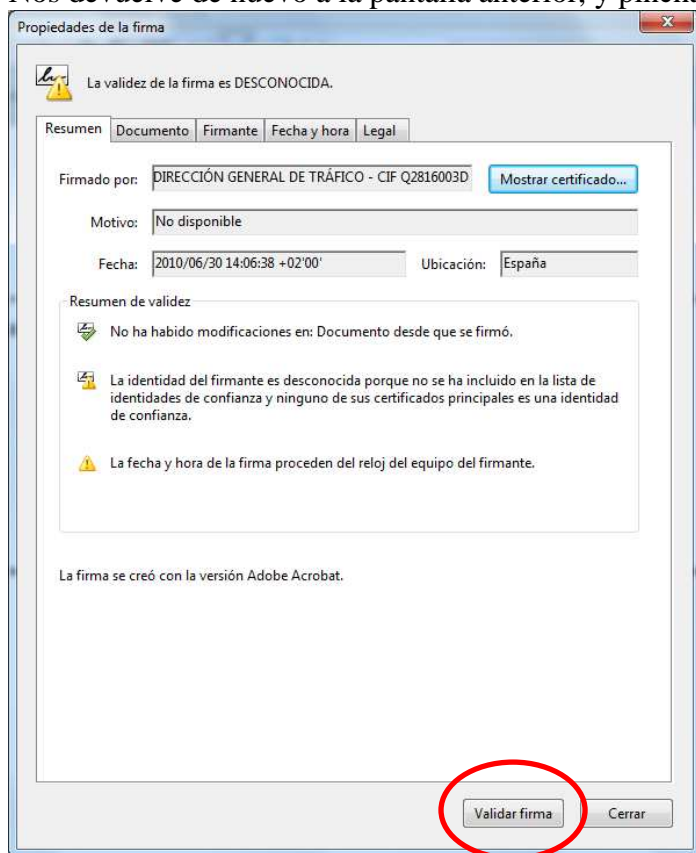 Nos devuelve de nuevo a la pantalla anterior, y
Propiedades de la firma
La validez de la firma es DESCONOCIDA.
Resumen Documento Firmante Fecha y hora Legal
Firmado por: DIRECCIÓN GENERAL DE TRÁFICO - CIF Q2816003D Mostrar certificado...
Motivo: No disponible
Fecha: 2010/06/30 14:06:38 +02'00' Ubicación: España
Resumen de validez
No ha habido modificaciones en: Documento desde que se firmó.
La identidad del firmante es desconocida porque no se ha incluido en la lista de
identidades de confianza y ninguno de sus certificados principales es una identidad
de confianza.
La fecha y hora de la firma proceden del reloj del equipo del firmante.
La firma se creó con la versión Adobe Acrobat.
Validar firma Cerrar